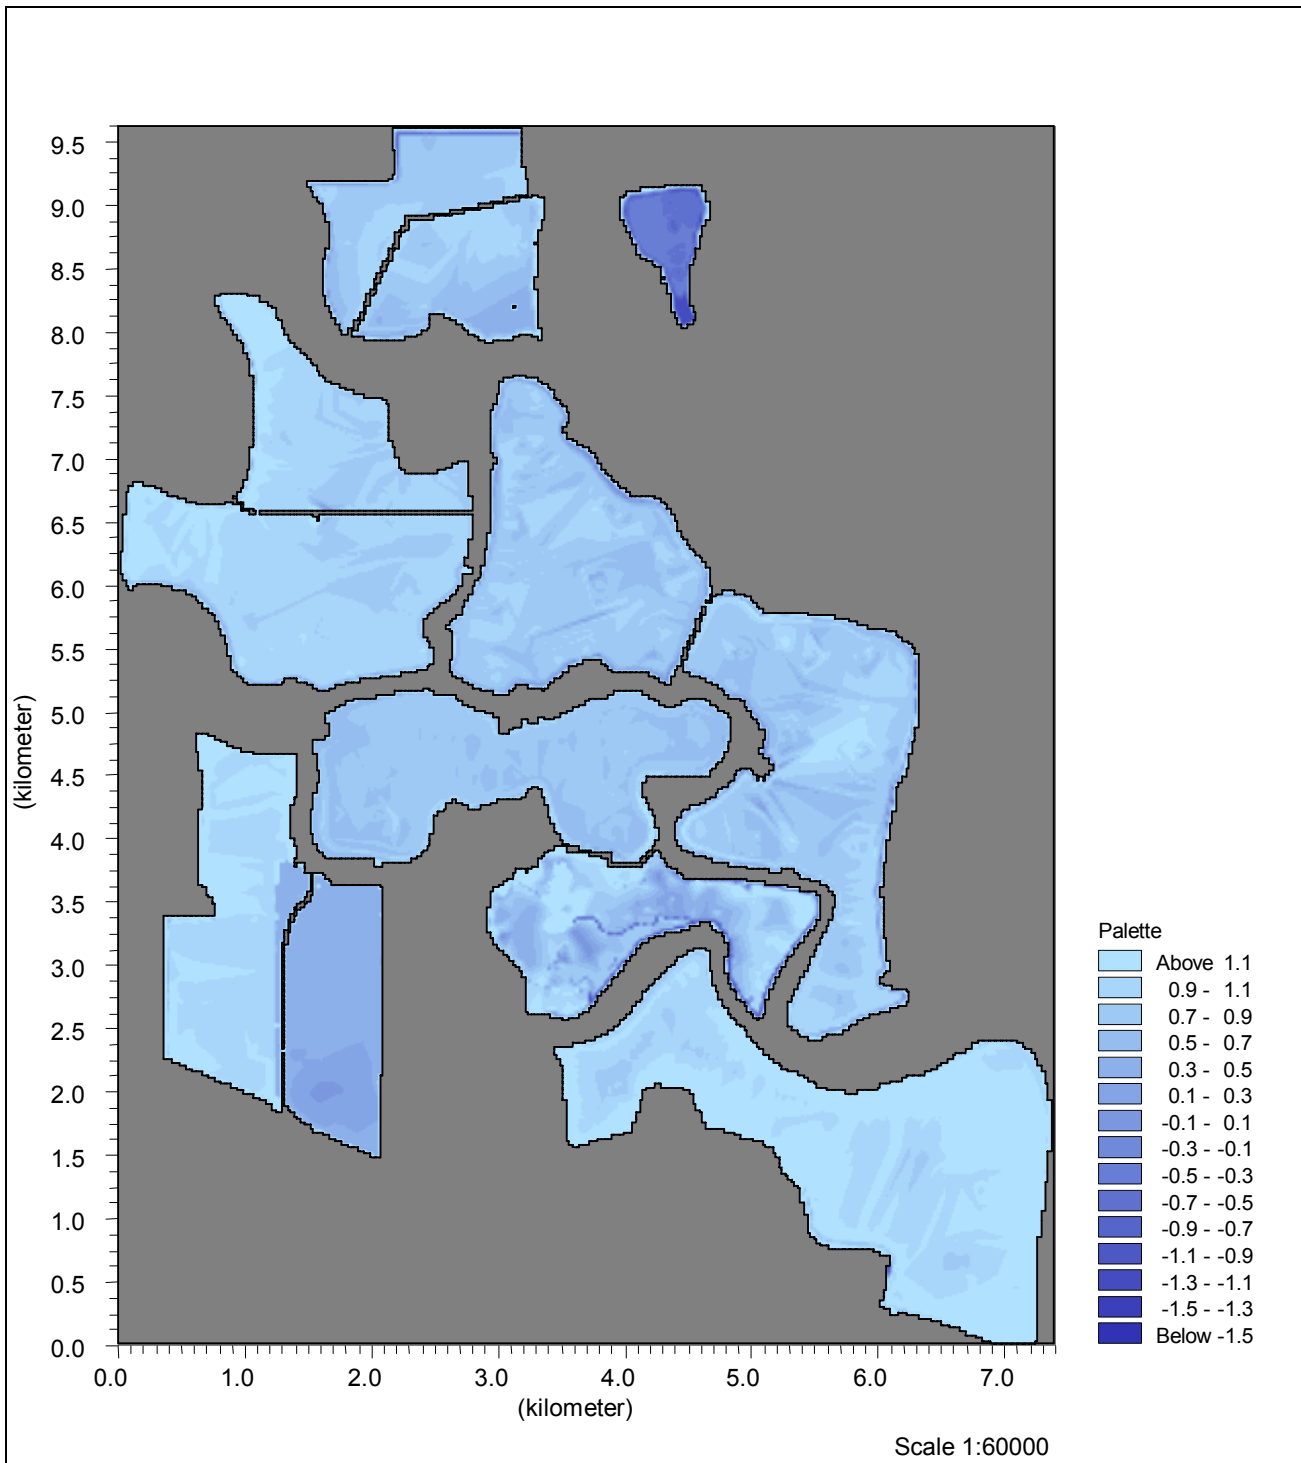 9.5
9.0
8.5
8.0
7.5
7.0
6.5
6.0
5.5
5.0
4.5
4.0
3.5
3.0
2.5
2.0
1.5
1.0
0.5
0.0
(kilometer)
0.0 1.0 2.0 3.0 4.0 5.0 6.0 7.0
(kilometer)
Scale 1:60000
Palette
Above 1.1
0.9 - 1.1
0.7 - 0.9
0.5 - 0.7
0.3 - 0.5
0.1 - 0.3
-0.1 - 0.1
-0.3 - -0.1
-0.5 - -0.3
-0.7 - -0.5
-0.9 - -0.7
-1.1 - -0.9
-1.3 - -1.1
-1.5 - -1.3
Below -1.5